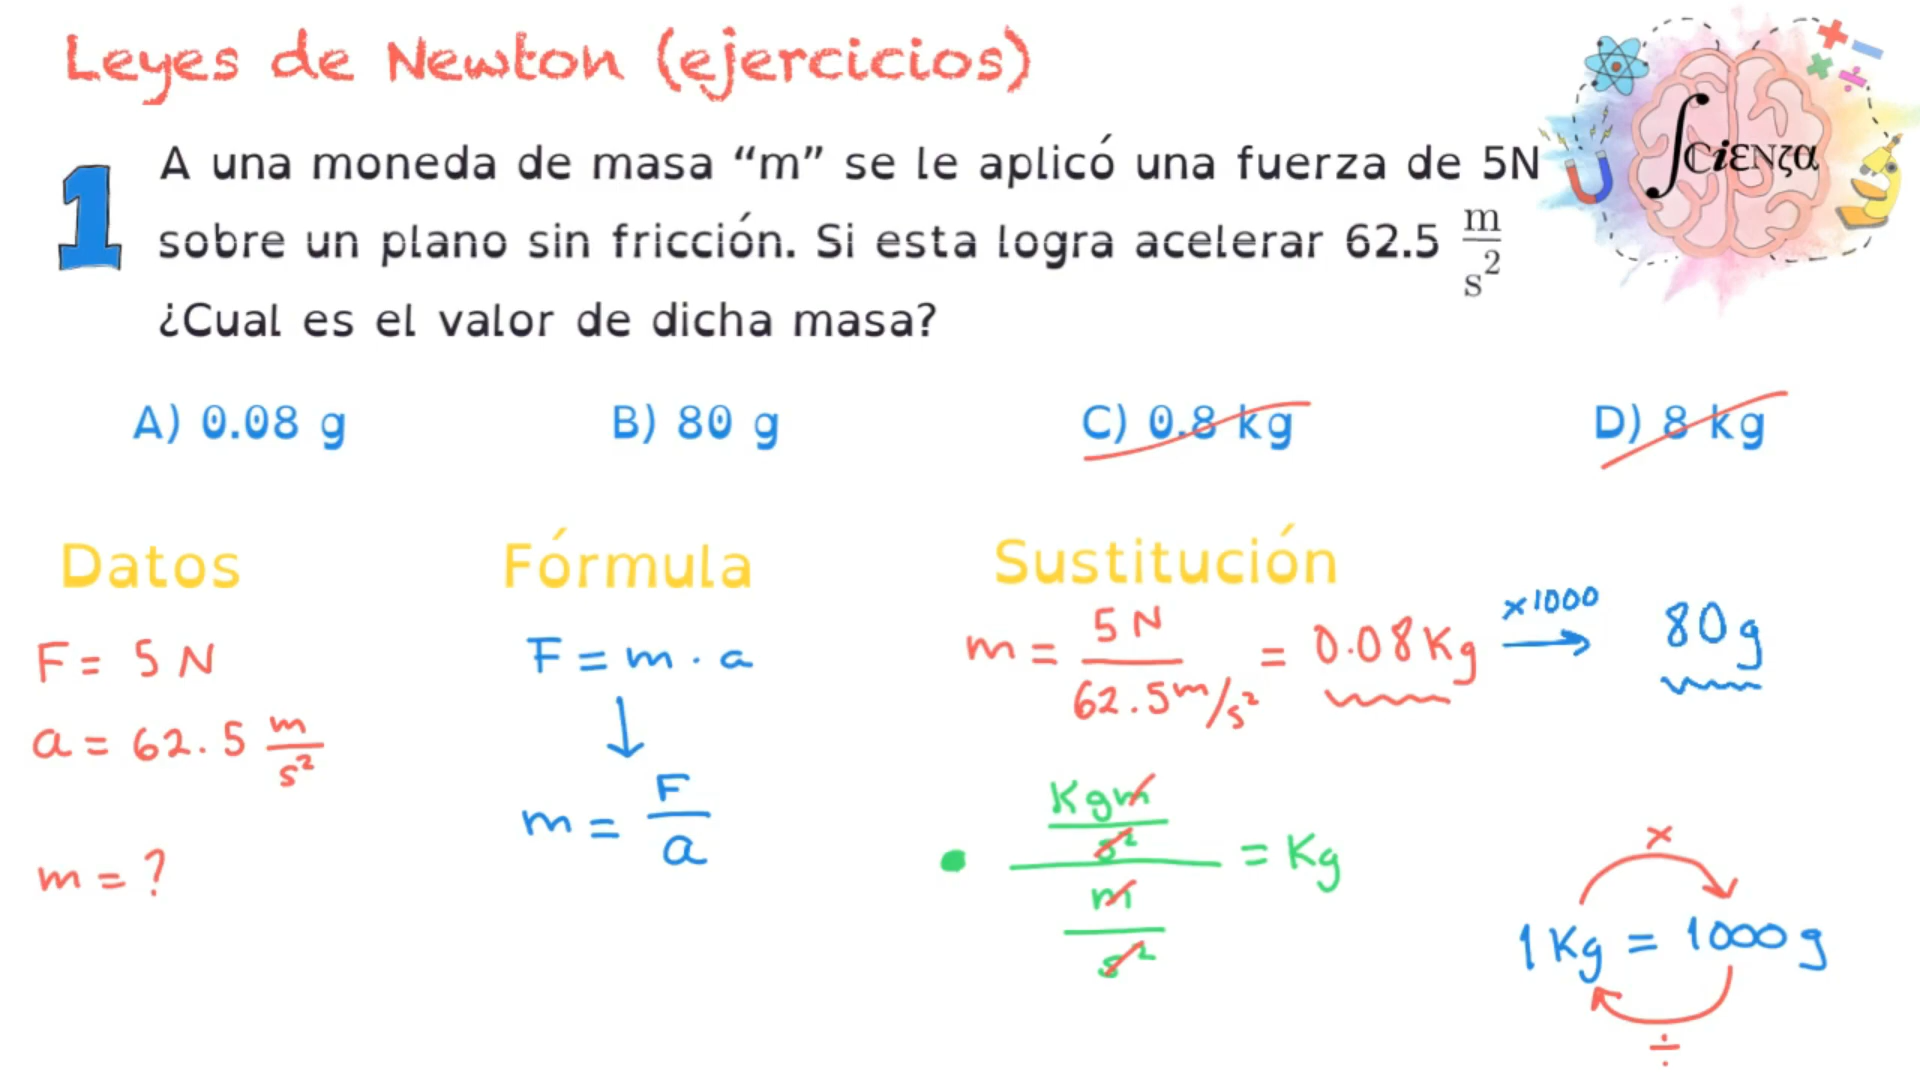 Leyes de Newton (ejercicios)
∫CiENζα
1
A una moneda de masa “m” se le aplicó una fuerza de 5N
sobre un plano sin fricción. Si esta logra acelerar 62.5 m/s²
¿Cual es el valor de dicha masa?
A) 0.08 g B) 80 g C) 0.8 kg D) 8 kg
Datos Fórmula Sustitución
F = 5 N
a = 62.5 m/s²
m = ?
F = m · a
↓
m = F/a
m = 5 N / 62.5 m/s² = 0.08 Kg → x1000 80 g
• (Kg m / s²) / (m / s²) = Kg
×
1 Kg = 1000 g
÷